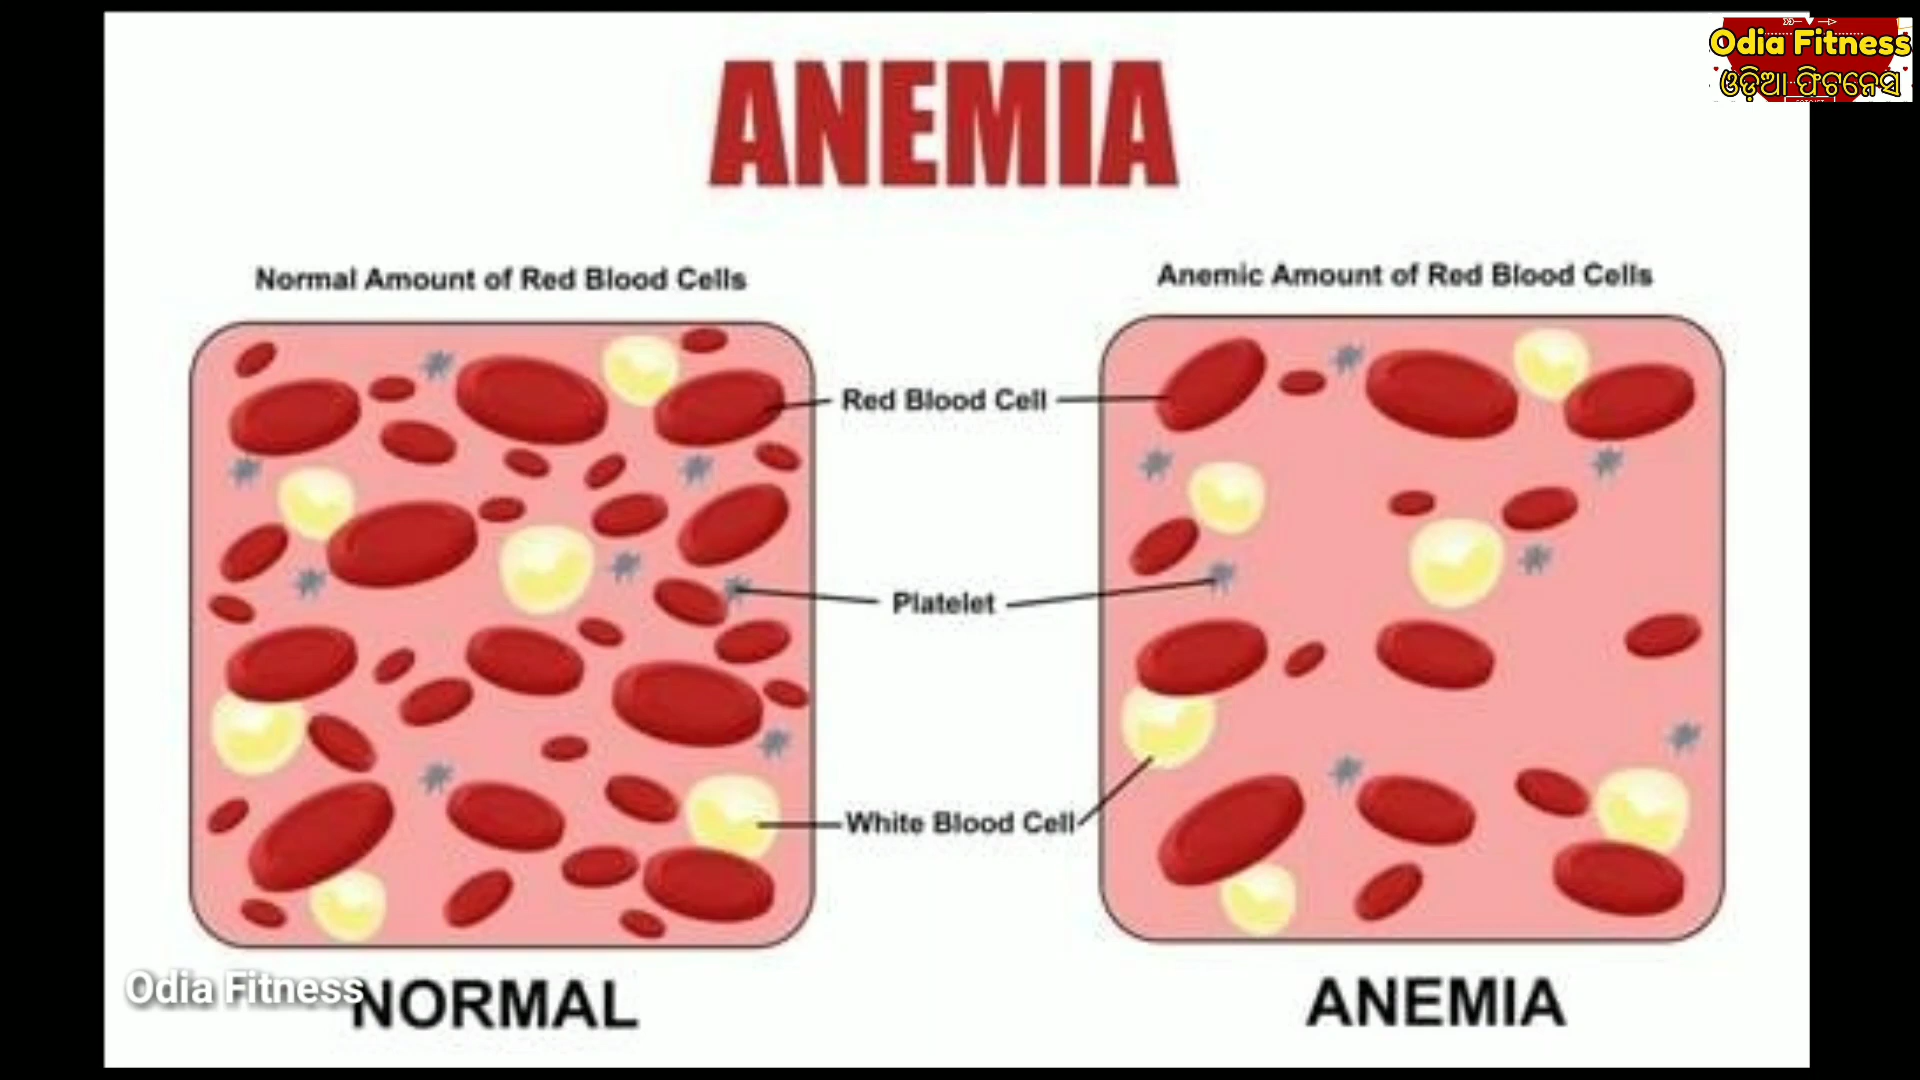 Odia Fitness
ଓଡ଼ିଆ ଫିଟନେସ
ANEMIA
Normal Amount of Red Blood Cells
Anemic Amount of Red Blood Cells
Red Blood Cell
Platelet
White Blood Cell
Odia Fitness
NORMAL
ANEMIA